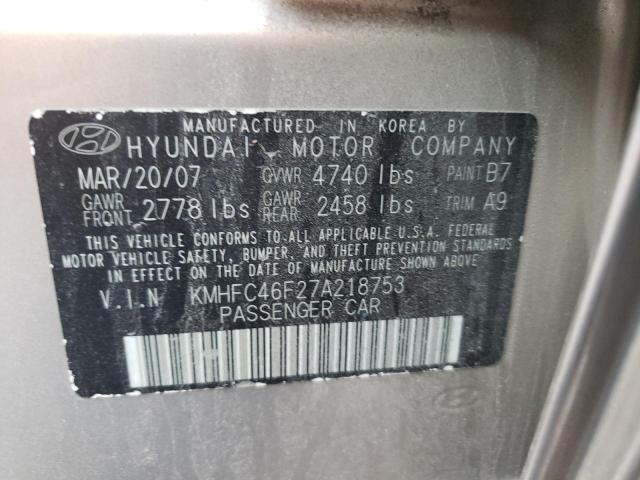 MANUFACTURED IN KOREA BY
HYUNDAI MOTOR COMPANY
MAR/20/07 GVWR 4740 lbs PAINT B7
GAWR FRONT 2778 lbs GAWR REAR 2458 lbs TRIM A9
THIS VEHICLE CONFORMS TO ALL APPLICABLE U.S.A. FEDERAL
MOTOR VEHICLE SAFETY, BUMPER, AND THEFT PREVENTION STANDARDS
IN EFFECT ON THE DATE OF MANUFACTURE SHOWN ABOVE
V.I.N KMHFC46F27A218753
PASSENGER CAR